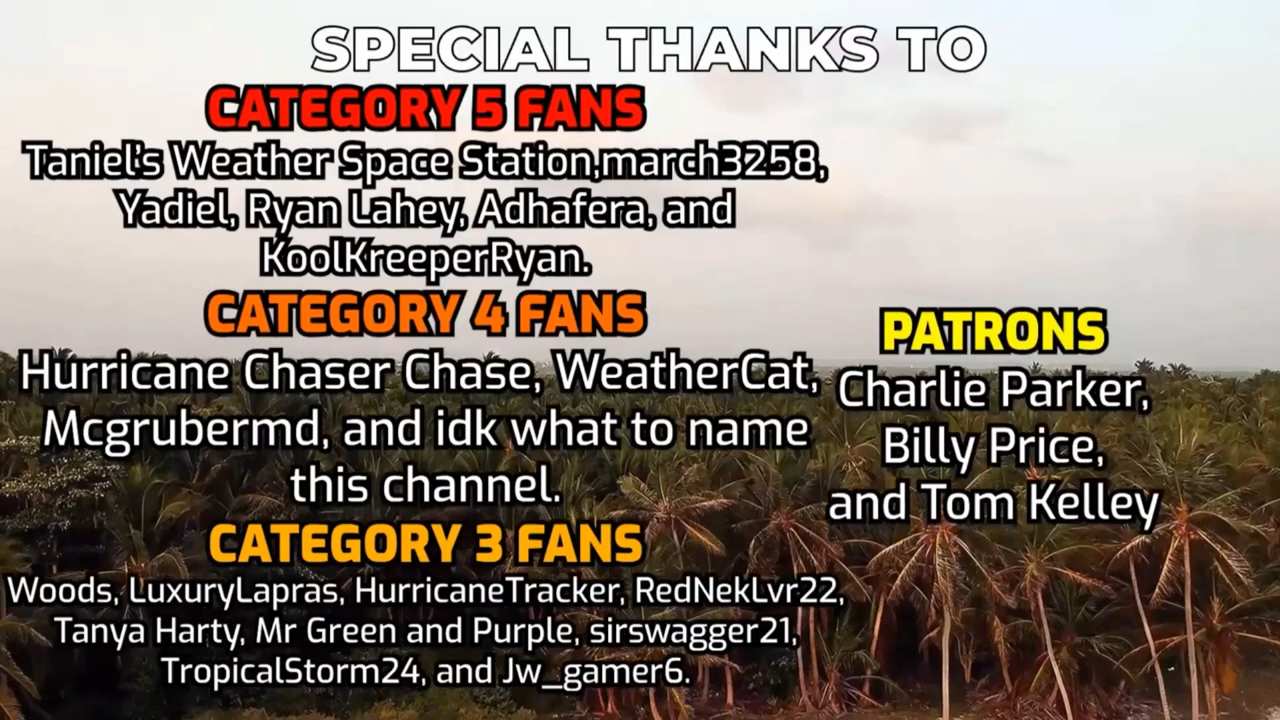 SPECIAL THANKS TO
CATEGORY 5 FANS
Taniel's Weather Space Station,march3258,
Yadiel, Ryan Lahey, Adhafera, and
KoolKreeperRyan.
CATEGORY 4 FANS
Hurricane Chaser Chase, WeatherCat,
Mcgrubermd, and idk what to name
this channel.
CATEGORY 3 FANS
Woods, LuxuryLapras, HurricaneTracker, RedNekLvr22,
Tanya Harty, Mr Green and Purple, sirswagger21,
TropicalStorm24, and Jw_gamer6.
PATRONS
Charlie Parker,
Billy Price,
and Tom Kelley